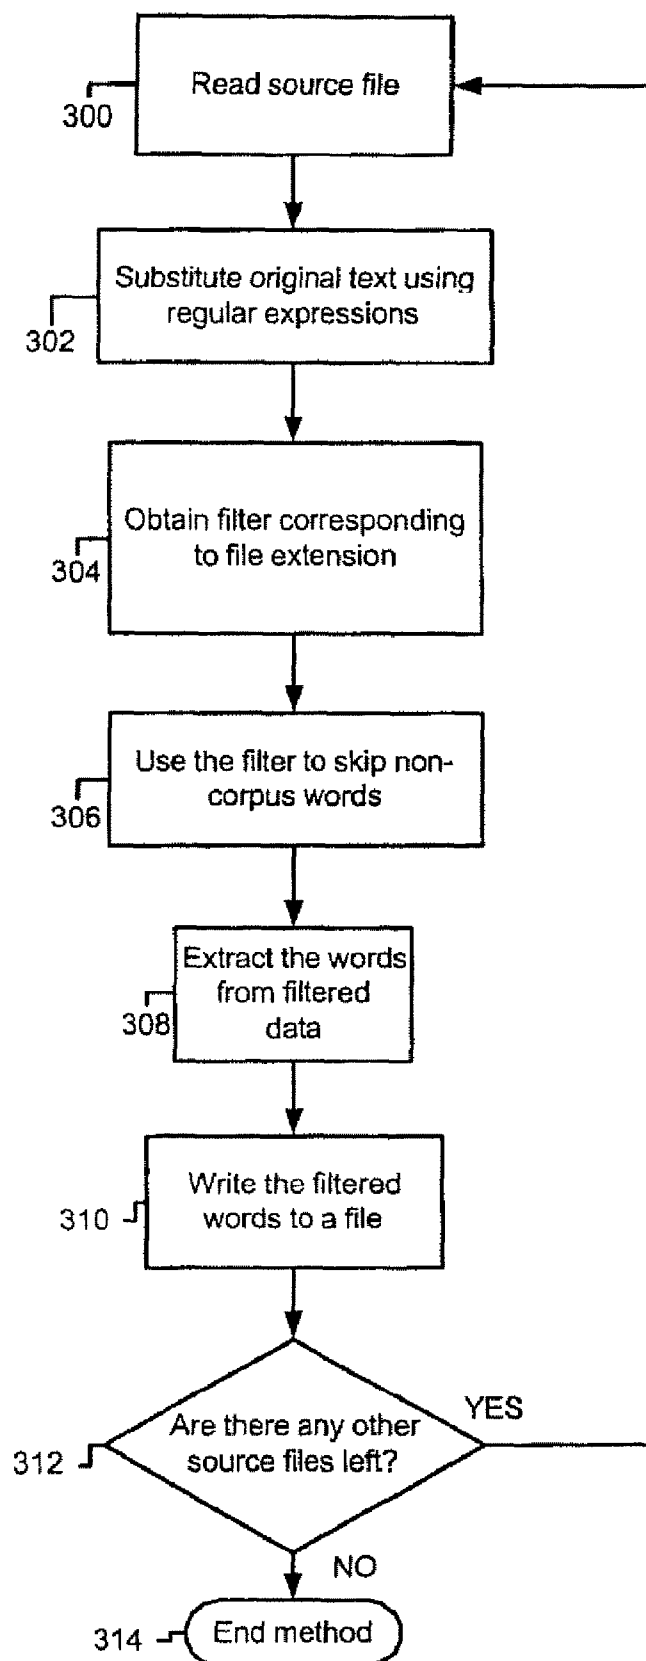 Read source file
300
Substitute original text using
regular expressions
302
Obtain filter corresponding
to file extension
304
Use the filter to skip non-
corpus words
306
Extract the words
from filtered
data
308
Write the filtered
words to a file
310
YES
Are there any other
source files left?
312
NO
End method
314